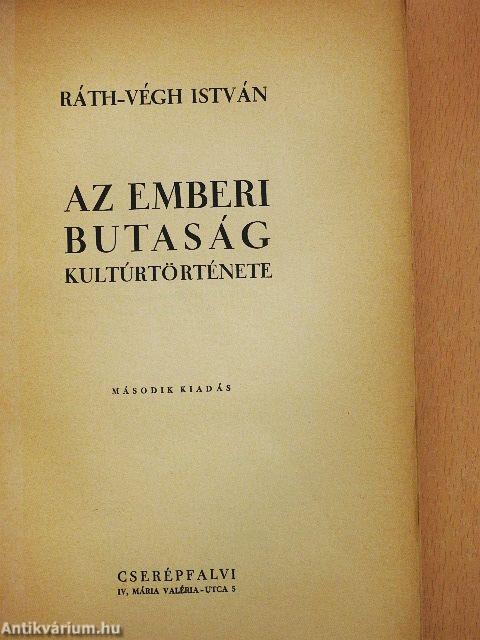 RÁTH-VÉGH ISTVÁN
AZ EMBERI
BUTASÁG
KULTÚRTÖRTÉNETE
MÁSODIK KIADÁS
CSERÉPFALVI
IV, MÁRIA VALÉRIA-UTCA 5
Antikvárium.hu